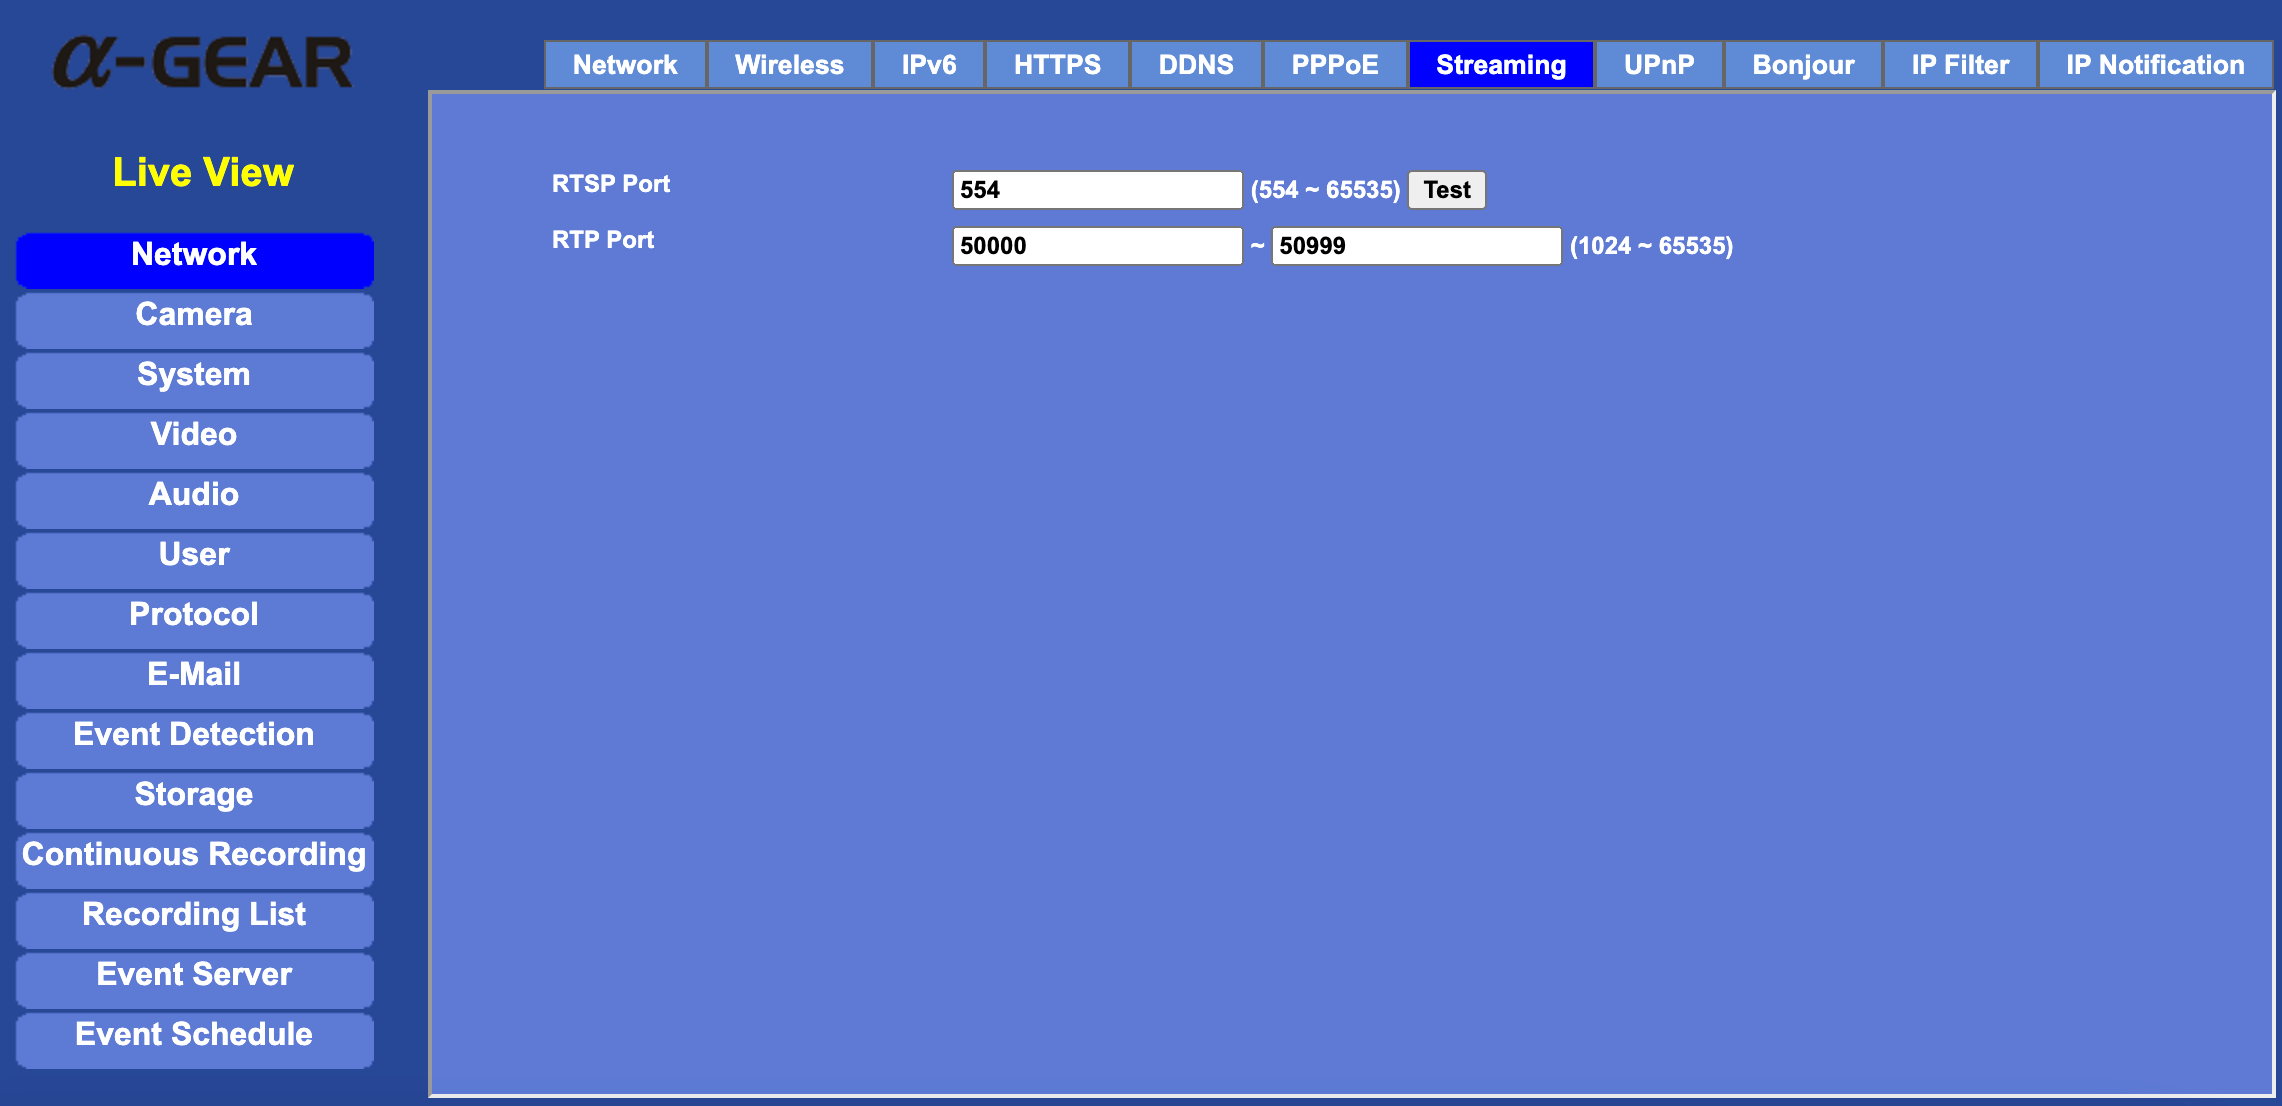 α-GEAR
Network Wireless IPv6 HTTPS DDNS PPPoE Streaming UPnP Bonjour IP Filter IP Notification
Live View
Network
Camera
System
Video
Audio
User
Protocol
E-Mail
Event Detection
Storage
Continuous Recording
Recording List
Event Server
Event Schedule
RTSP Port 554 (554 ~ 65535) Test
RTP Port 50000 ~ 50999 (1024 ~ 65535)